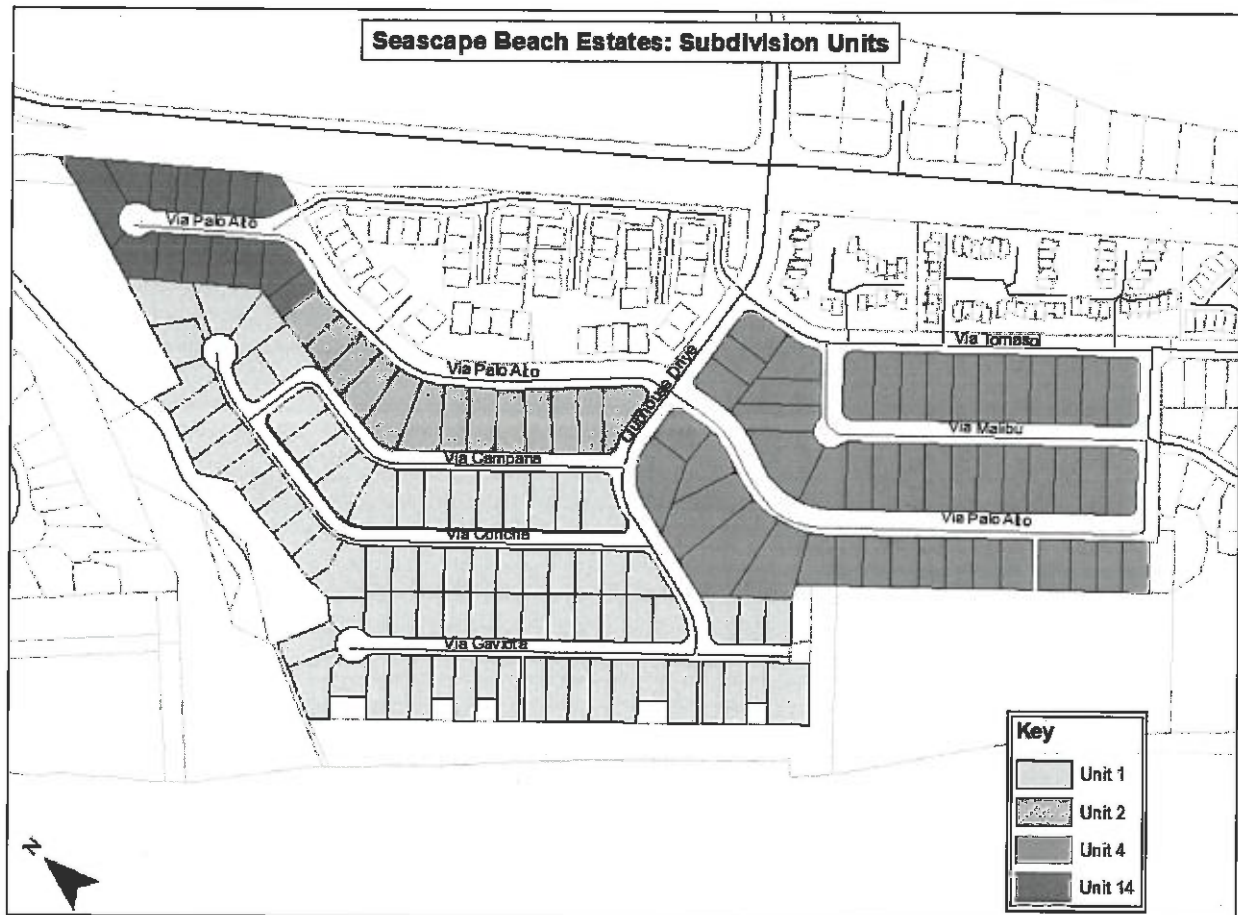 Seascape Beach Estates: Subdivision Units
Via Palo Alto
Clubhouse Drive
Via Tornasol
Via Palo Alto
Via Malibu
Via Campana
Via Palo Alto
Via Concha
Via Gaviota
Key
Unit 1
Unit 2
Unit 4
Unit 14
N